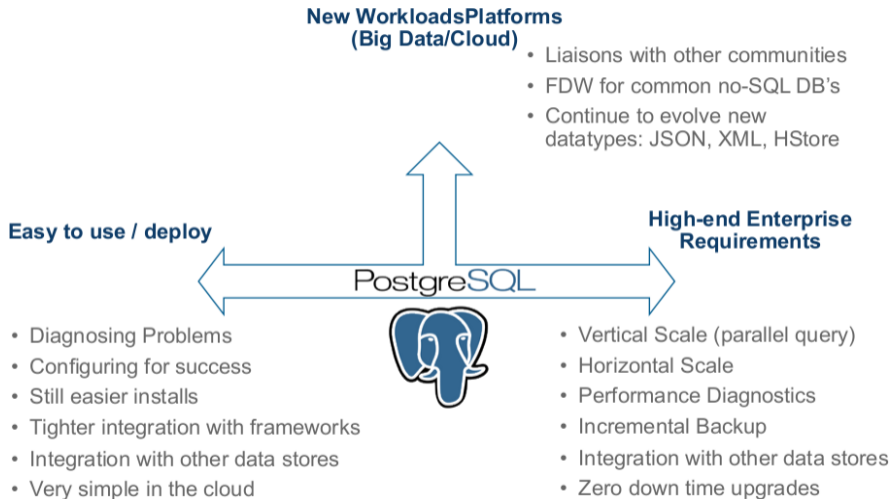 New WorkloadsPlatforms
(Big Data/Cloud)
• Liaisons with other communities
• FDW for common no-SQL DB's
• Continue to evolve new
datatypes: JSON, XML, HStore
Easy to use / deploy
High-end Enterprise
Requirements
PostgreSQL
• Diagnosing Problems
• Configuring for success
• Still easier installs
• Tighter integration with frameworks
• Integration with other data stores
• Very simple in the cloud
• Vertical Scale (parallel query)
• Horizontal Scale
• Performance Diagnostics
• Incremental Backup
• Integration with other data stores
• Zero down time upgrades